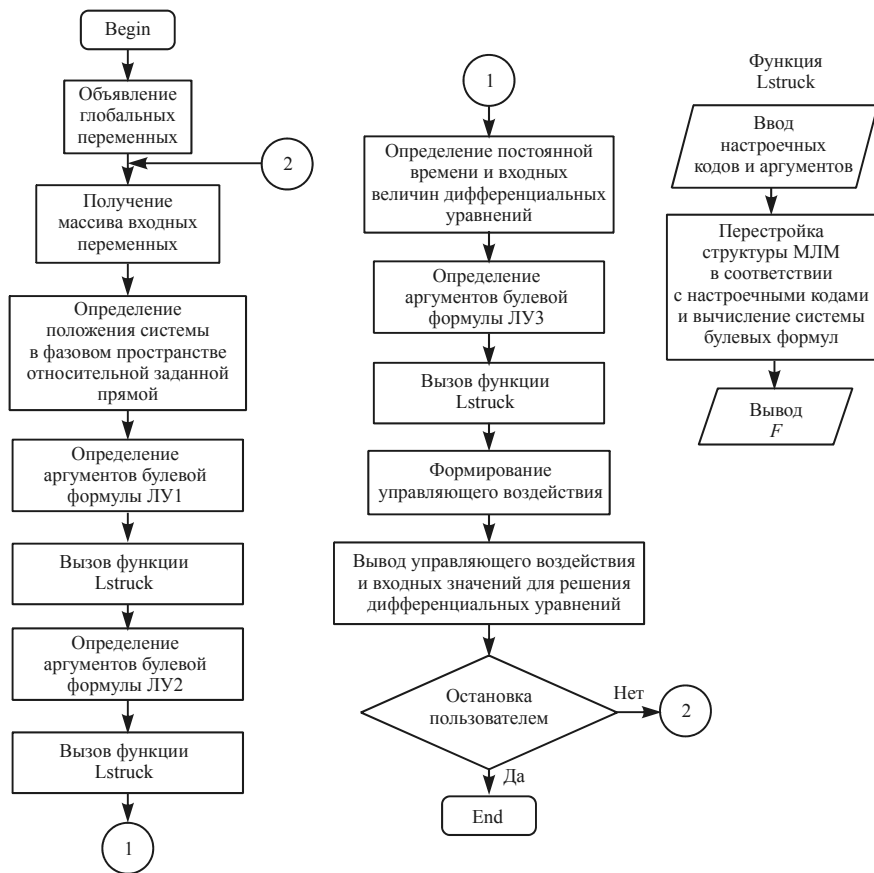 Begin
Объявление
глобальных
переменных
2
Получение
массива входных
переменных
Определение
положения системы
в фазовом пространстве
относительной заданной
прямой
Определение
аргументов булевой
формулы ЛУ1
Вызов функции
Lstruck
Определение
аргументов булевой
формулы ЛУ2
Вызов функции
Lstruck
1
1
Определение постоянной
времени и входных
величин дифференциальных
уравнений
Определение
аргументов булевой
формулы ЛУ3
Вызов функции
Lstruck
Формирование
управляющего воздействия
Вывод управляющего воздействия
и входных значений для решения
дифференциальных уравнений
Остановка
пользователем
Нет
2
Да
End
Функция
Lstruck
Ввод
настроечных
кодов и аргументов
Перестройка
структуры МЛМ
в соответствии
с настроечными кодами
и вычисление системы
булевых формул
Вывод
F